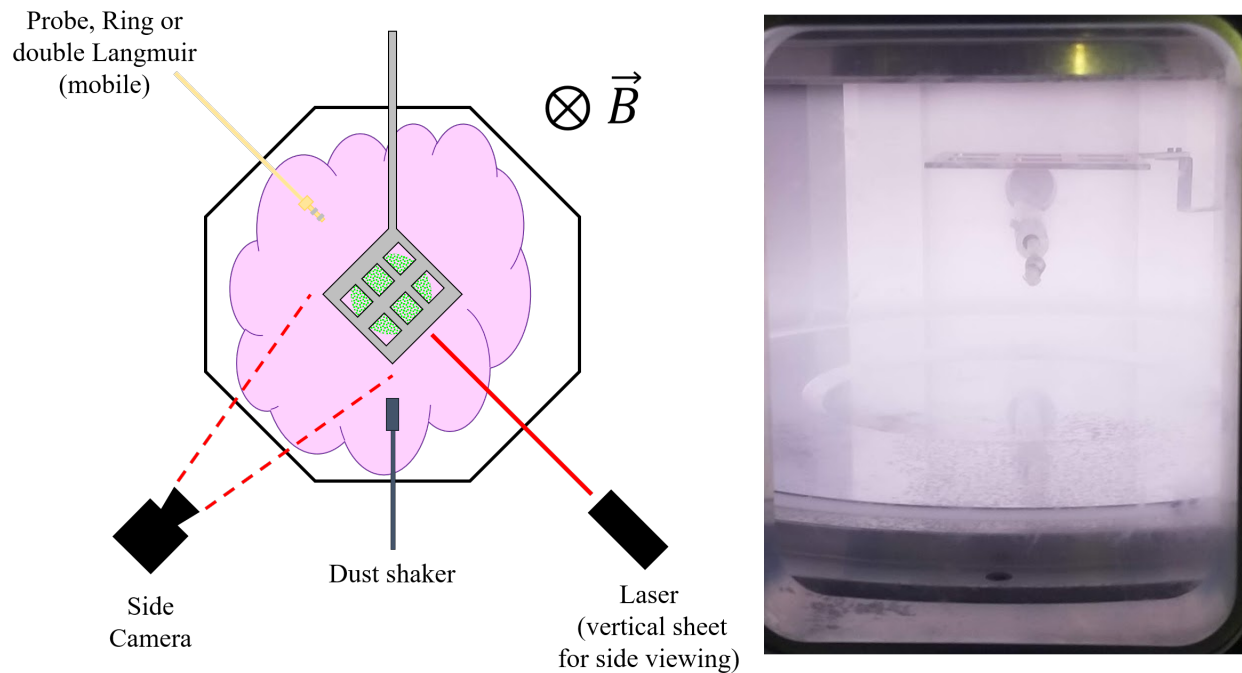 Probe, Ring or
double Langmuir
(mobile)
⊗ B⃗
Dust shaker
Side
Camera
Laser
(vertical sheet
for side viewing)